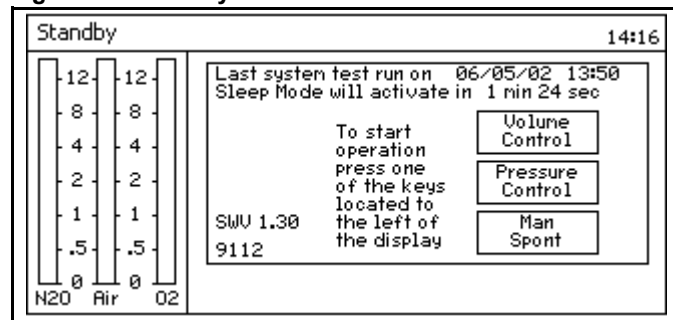 Standby
14:16
12 12
8 8
4 4
2 2
1 1
.5 .5
0 0
N2O Air O2
Last system test run on 06/05/02 13:50
Sleep Mode will activate in 1 min 24 sec
To start
operation
press one
of the keys
located to
the left of
the display
Volume
Control
Pressure
Control
Man
Spont
SWV 1.30
9112